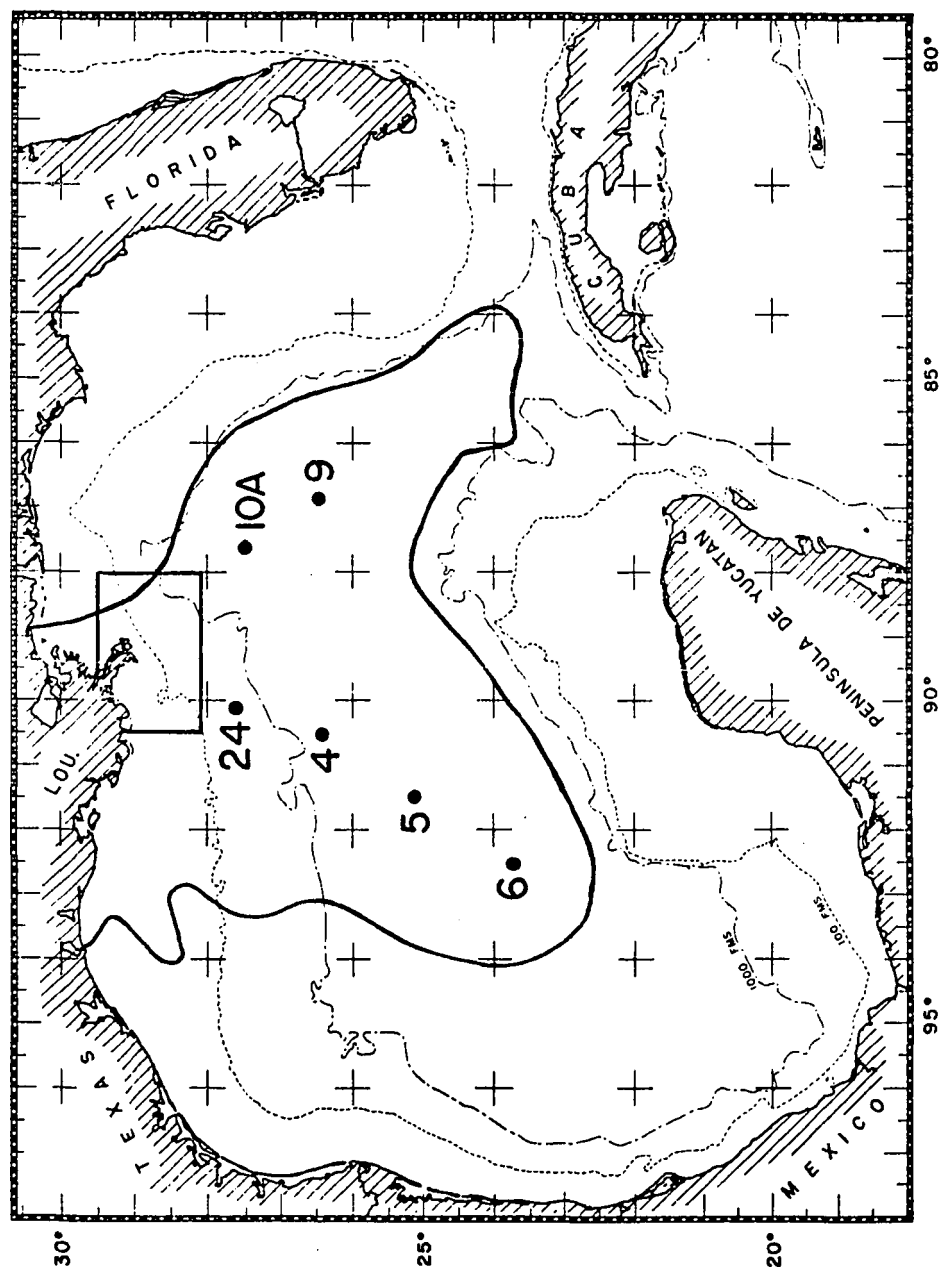 FLORIDA
CUBA
PENINSULA DE YUCATAN
MEXICO
TEXAS
LOU.
10A
9
24
4
5
6
1000 FMS
100 FMS
80°
85°
90°
95°
30°
25°
20°